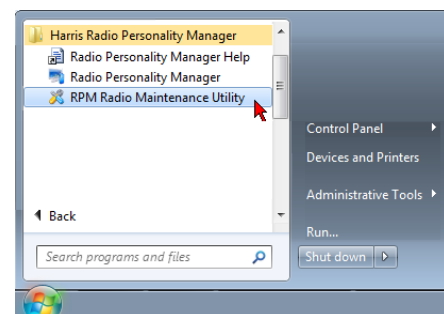 Harris Radio Personality Manager
Radio Personality Manager Help
Radio Personality Manager
RPM Radio Maintenance Utility
Back
Search programs and files
Control Panel
Devices and Printers
Administrative Tools
Run...
Shut down